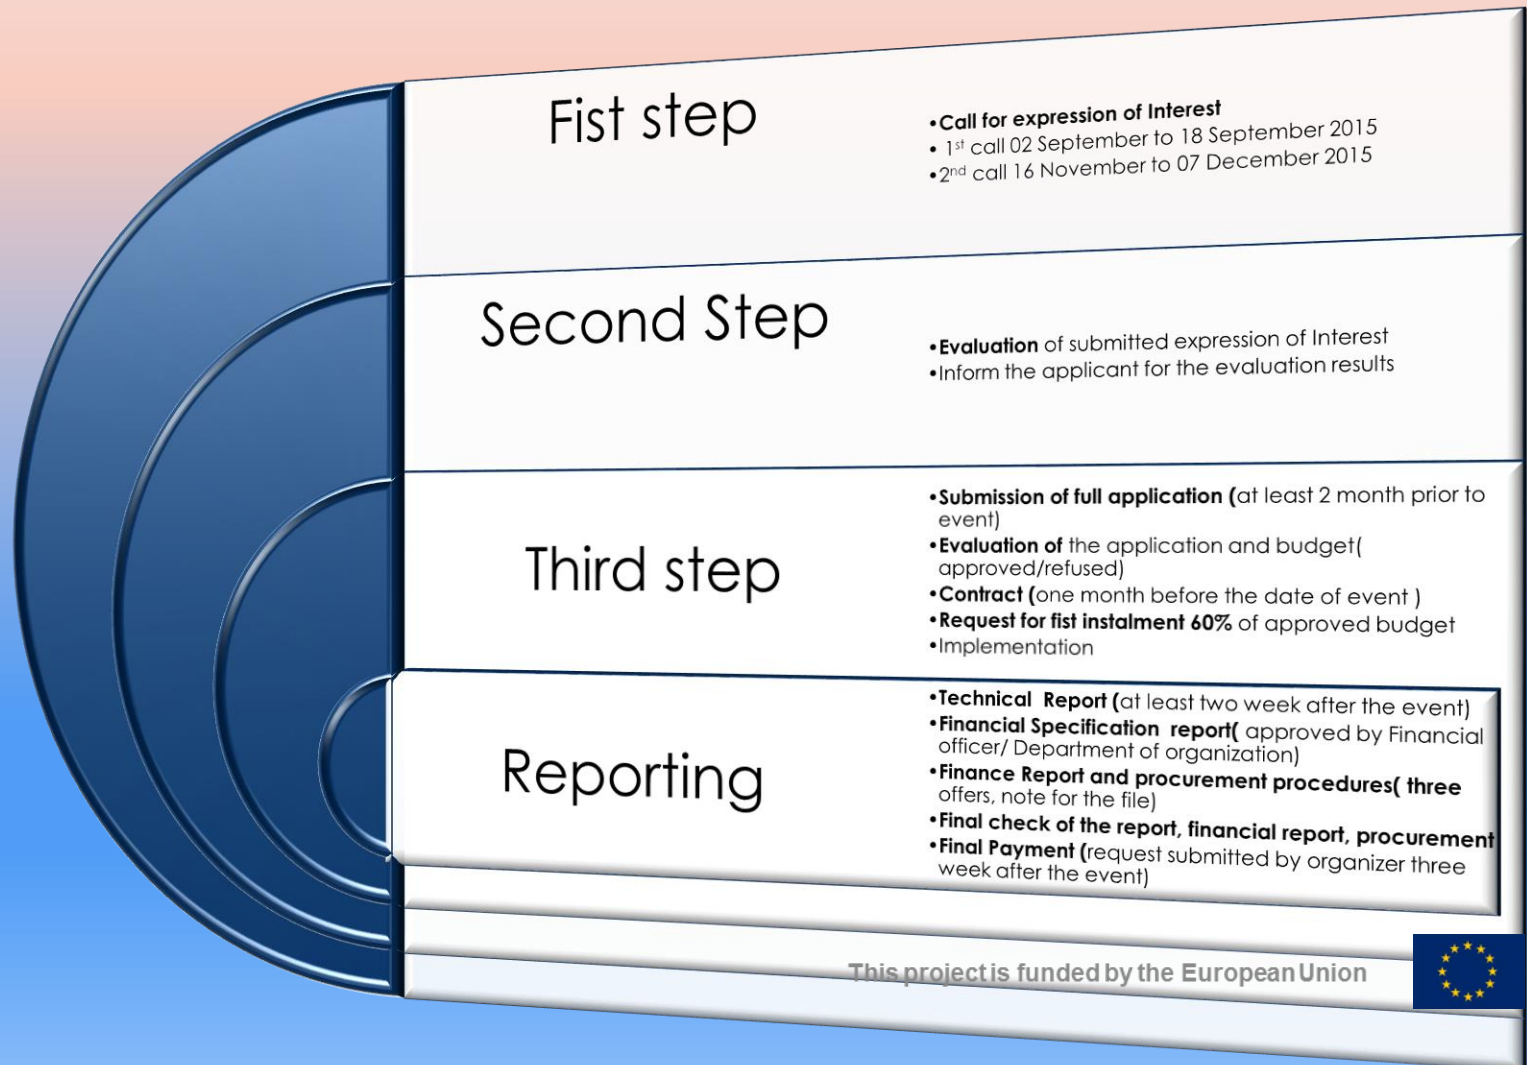 Fist step
•Call for expression of Interest
• 1st call 02 September to 18 September 2015
•2nd call 16 November to 07 December 2015
Second Step
•Evaluation of submitted expression of Interest
•Inform the applicant for the evaluation results
Third step
•Submission of full application (at least 2 month prior to
event)
•Evaluation of the application and budget(
approved/refused)
•Contract (one month before the date of event )
•Request for fist instalment 60% of approved budget
•Implementation
Reporting
•Technical Report (at least two week after the event)
•Financial Specification report( approved by Financial
officer/ Department of organization)
•Finance Report and procurement procedures( three
offers, note for the file)
•Final check of the report, financial report, procurement
•Final Payment (request submitted by organizer three
week after the event)
This project is funded by the European Union